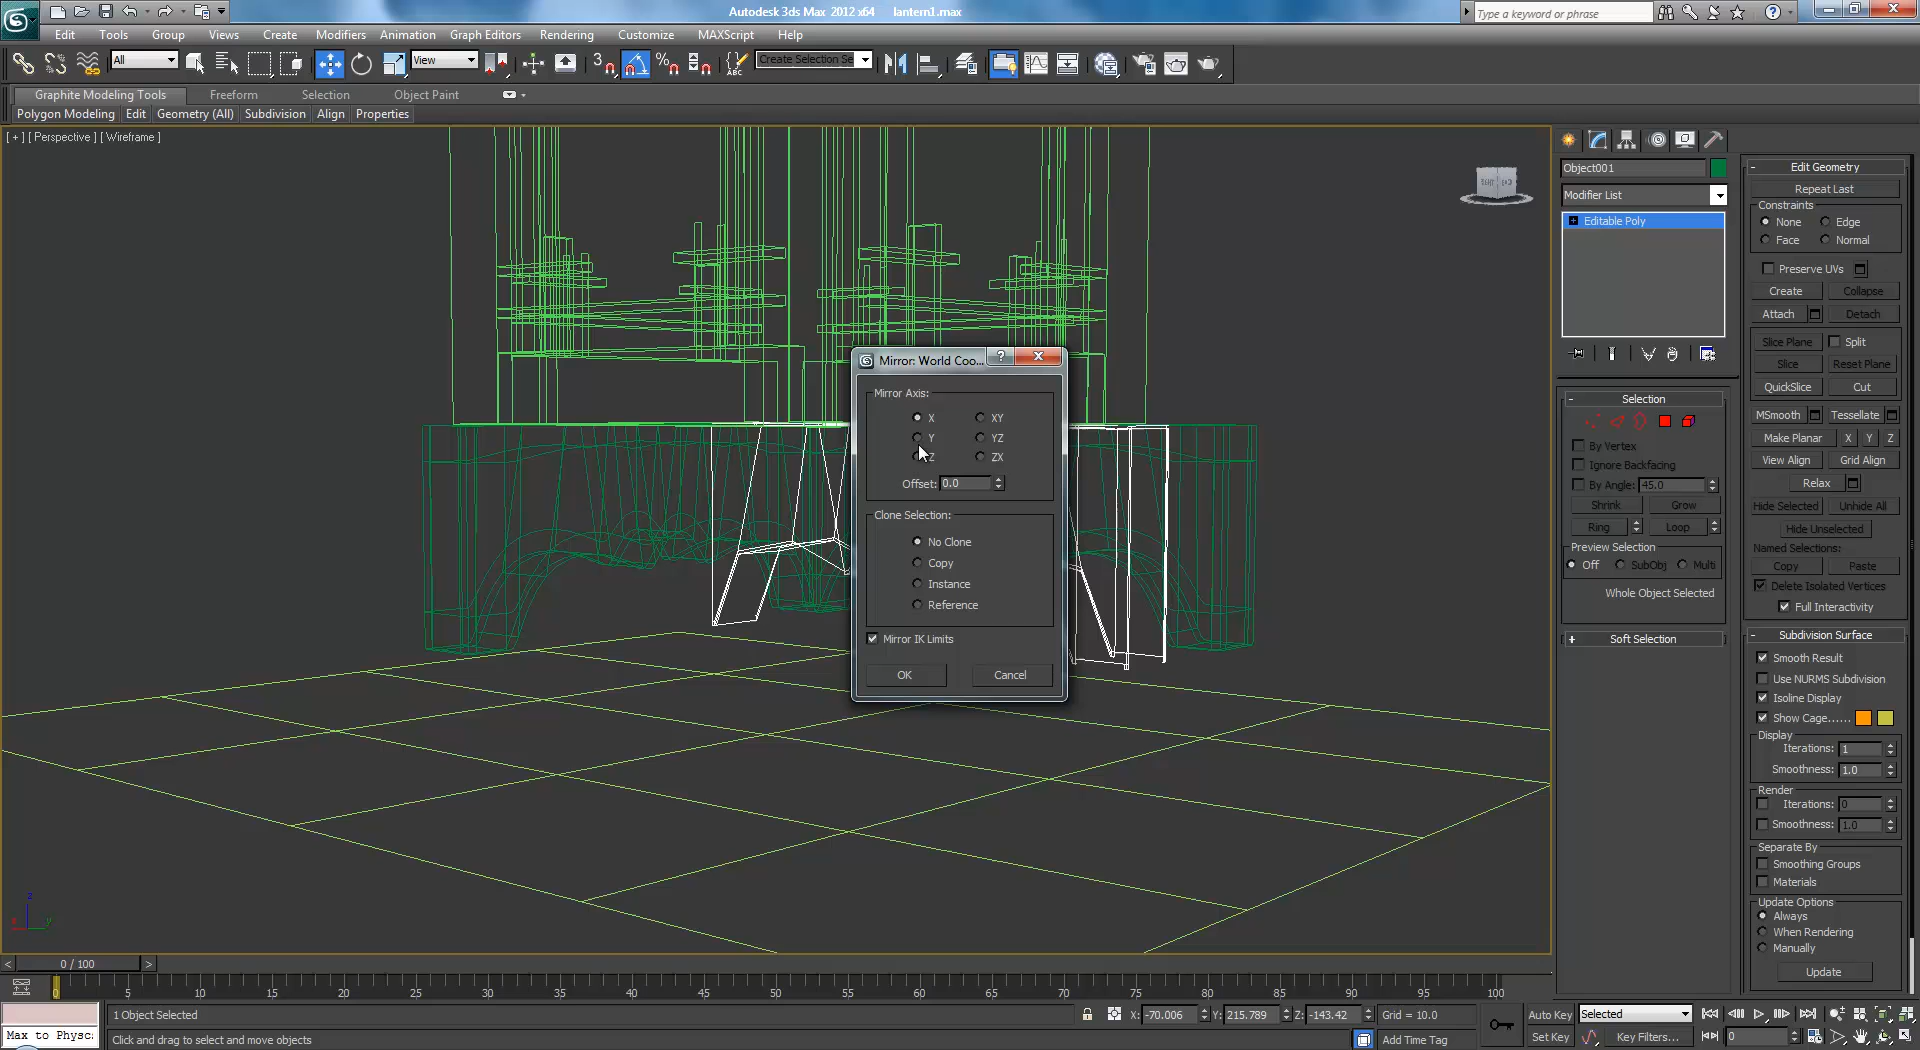 Autodesk 3ds Max 2012 x64 lantern1.max
Type a keyword or phrase
Edit Tools Group Views Create Modifiers Animation Graph Editors Rendering Customize MAXScript Help
All View Create Selection Se
Graphite Modeling Tools Freeform Selection Object Paint
Polygon Modeling Edit Geometry (All) Subdivision Align Properties
[ + ] [ Perspective ] [ Wireframe ]
Mirror: World Coo...
Mirror Axis:
X XY
Y YZ
Z ZX
Offset: 0.0
Clone Selection:
No Clone
Copy
Instance
Reference
Mirror IK Limits
OK Cancel
Object001
Modifier List
Editable Poly
Selection
By Vertex
Ignore Backfacing
By Angle: 45.0
Shrink Grow
Ring Loop
Preview Selection
Off SubObj Multi
Whole Object Selected
Soft Selection
Edit Geometry
Repeat Last
Constraints
None Edge
Face Normal
Preserve UVs
Create Collapse
Attach Detach
Slice Plane Split
Slice Reset Plane
QuickSlice Cut
MSmooth Tessellate
Make Planar X Y Z
View Align Grid Align
Relax
Hide Selected Unhide All
Hide Unselected
Named Selections:
Copy Paste
Delete Isolated Vertices
Full Interactivity
Subdivision Surface
Smooth Result
Use NURMS Subdivision
Isoline Display
Show Cage......
Display
Iterations: 1
Smoothness: 1.0
Render
Iterations: 0
Smoothness: 1.0
Separate By
Smoothing Groups
Materials
Update Options
Always
When Rendering
Manually
Update
z
x y
< 0 / 100 >
0 5 10 15 20 25 30 35 40 45 50 55 60 65 70 75 80 85 90 95 100
1 Object Selected X: -70.006 Y: 215.789 Z: -143.42 Grid = 10.0 Auto Key Selected
Max to Physc: Click and drag to select and move objects Add Time Tag Set Key Key Filters... 0